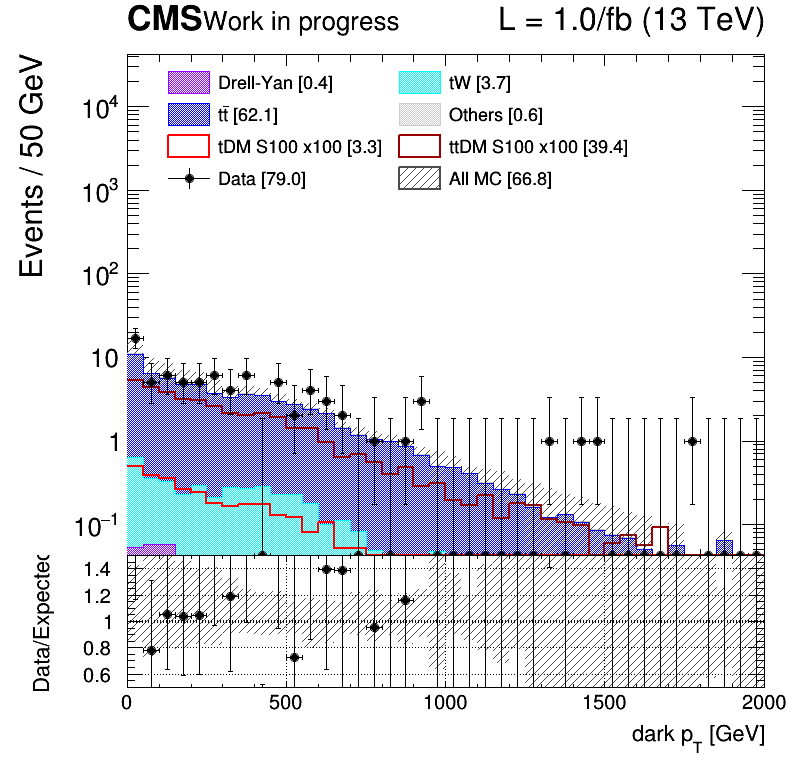 CMS Work in progress L = 1.0/fb (13 TeV)
Events / 50 GeV
Drell-Yan [0.4] tW [3.7]
tt̄ [62.1] Others [0.6]
tDM S100 x100 [3.3] ttDM S100 x100 [39.4]
Data [79.0] All MC [66.8]
10⁴
10³
10²
10
1
10⁻¹
Data/Expected
1.4
1.2
1
0.8
0.6
0 500 1000 1500 2000
dark p_T [GeV]